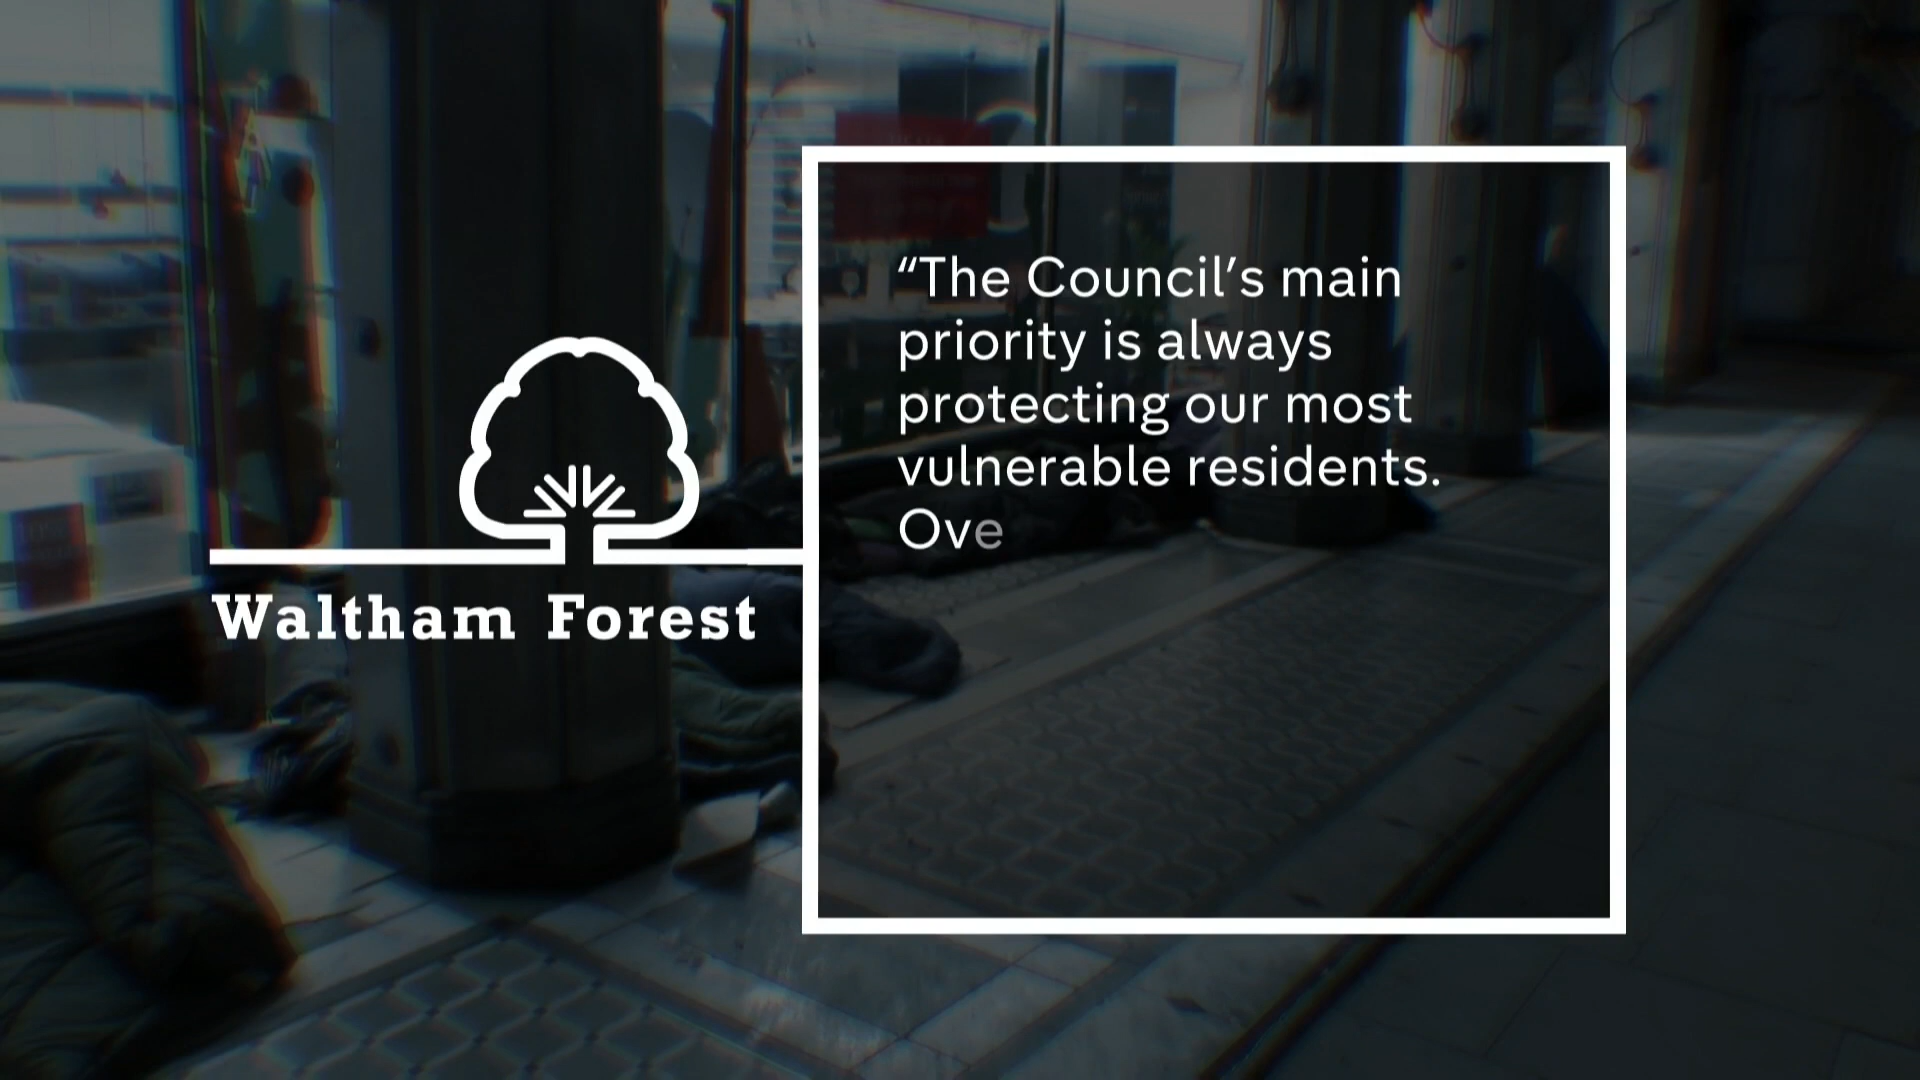 Waltham Forest
“The Council’s main
priority is always
protecting our most
vulnerable residents.
Ove